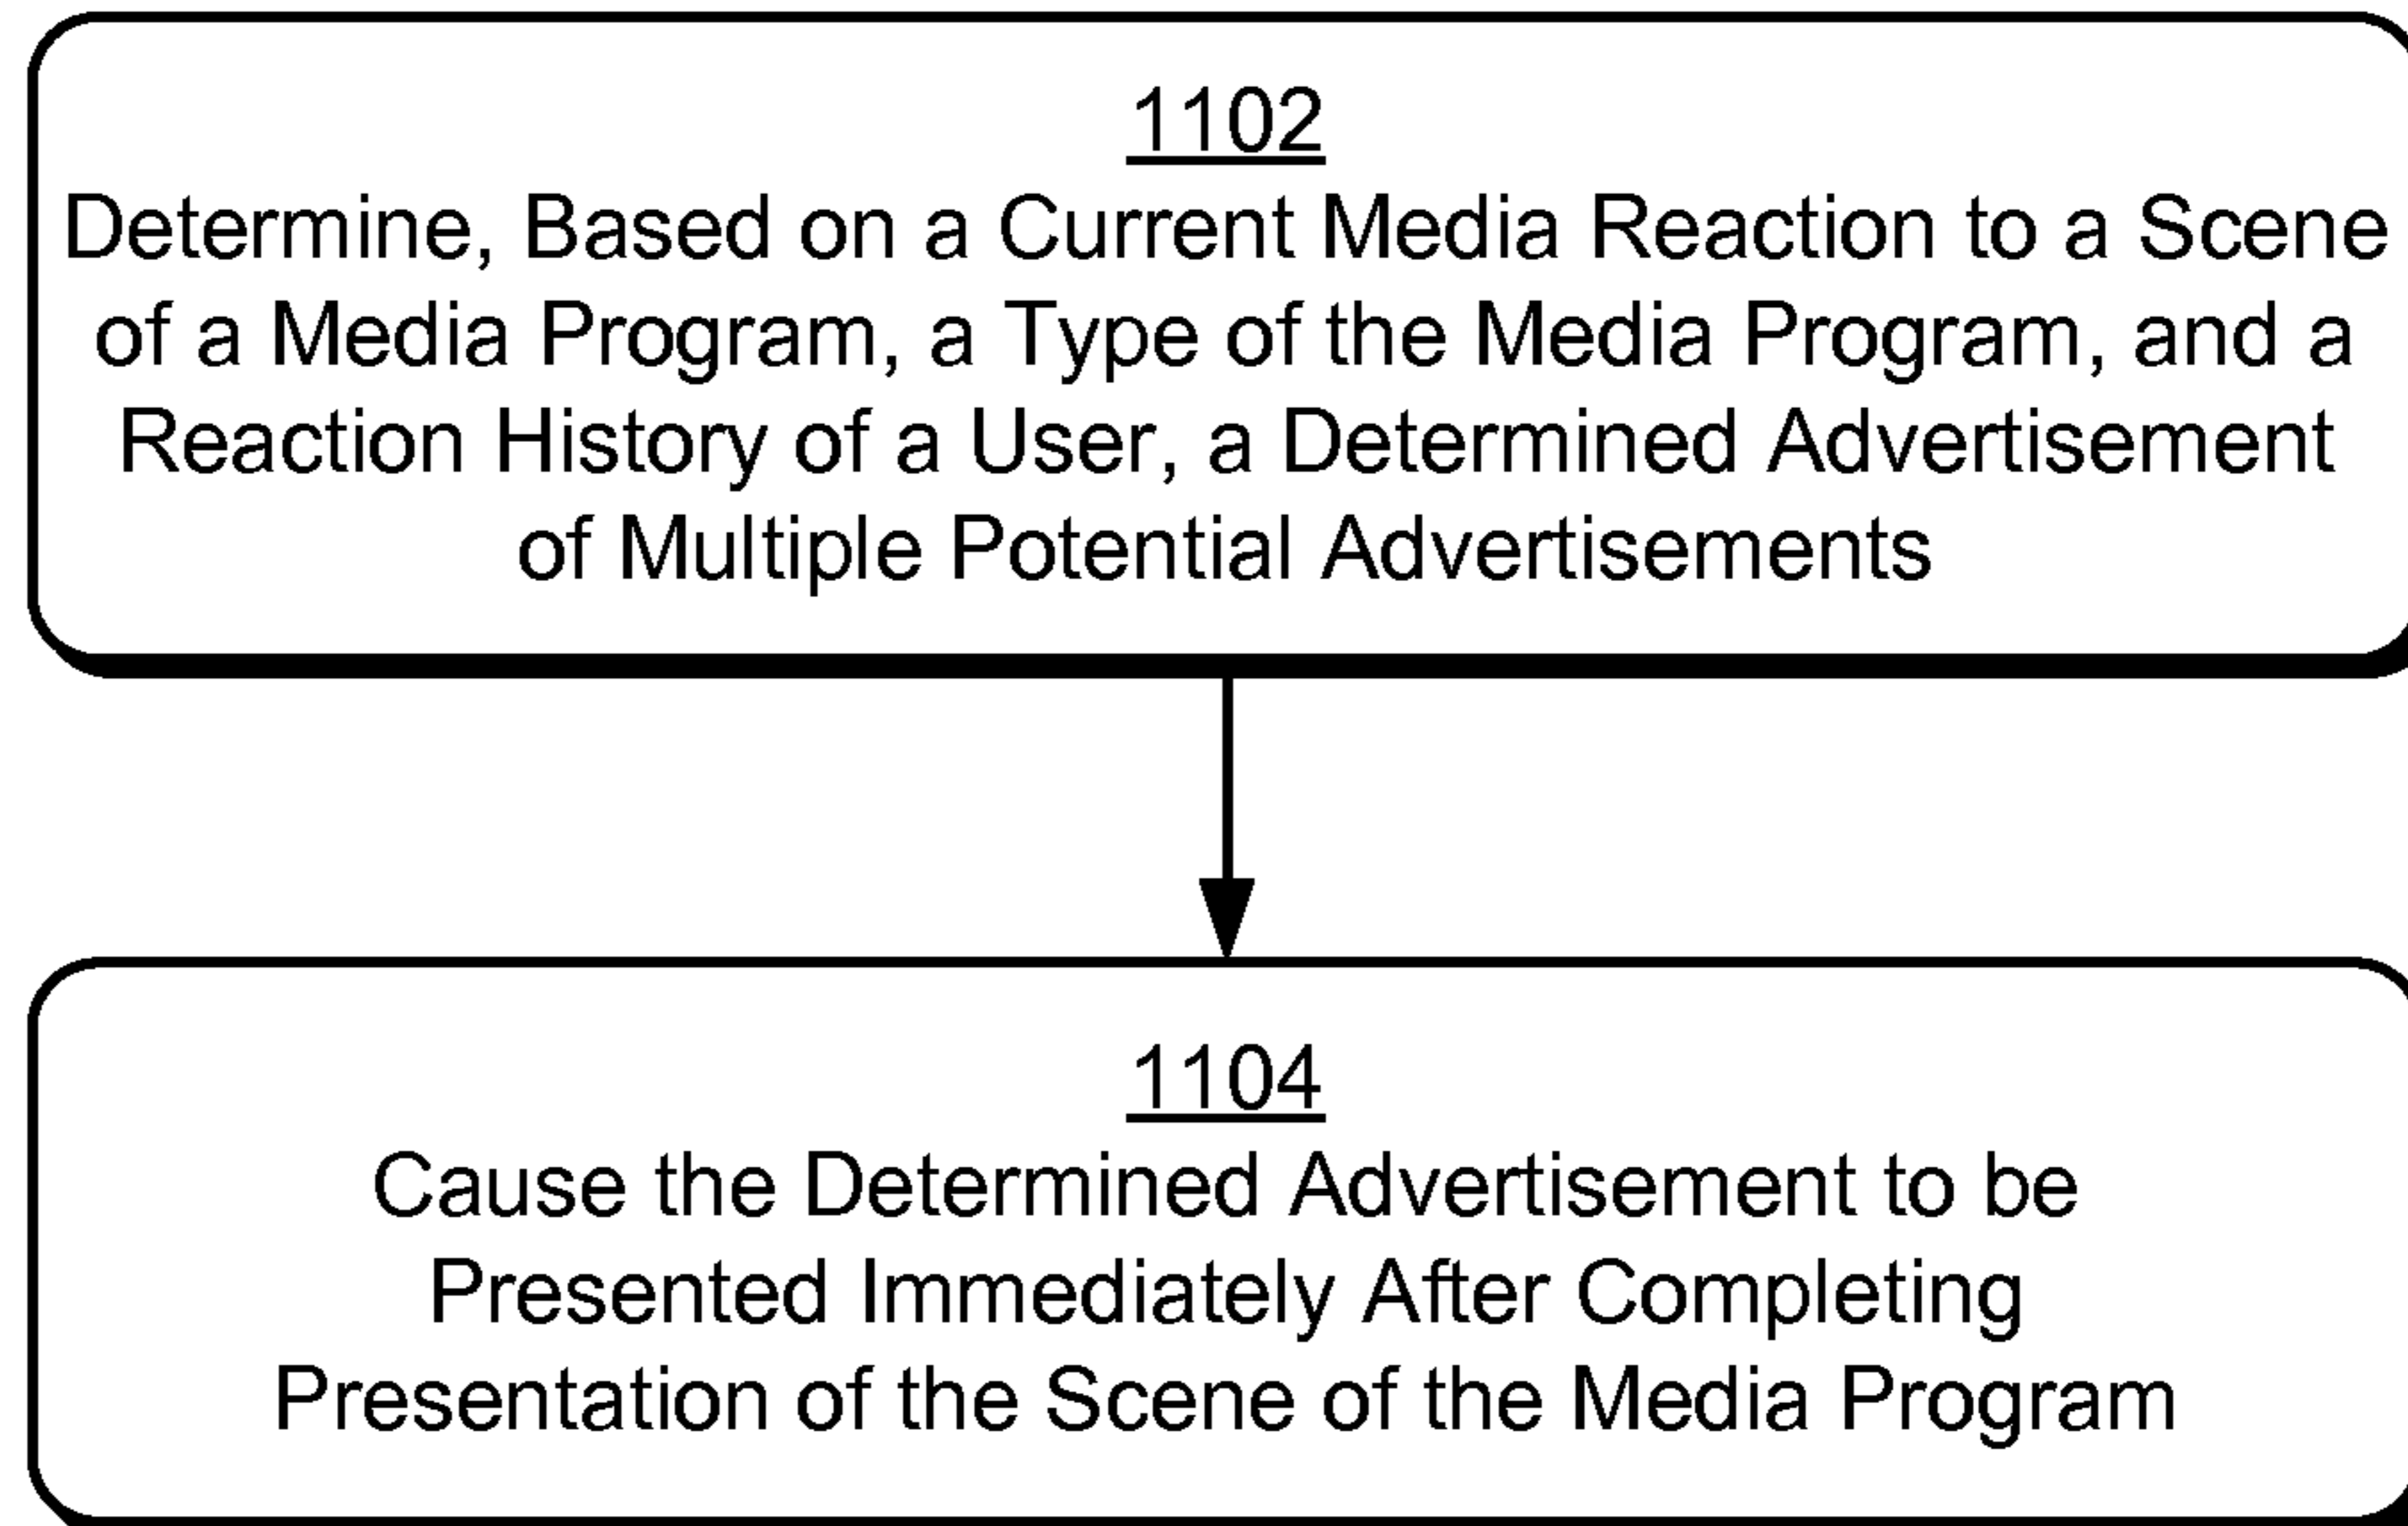 1102
Determine, Based on a Current Media Reaction to a Scene
of a Media Program, a Type of the Media Program, and a
Reaction History of a User, a Determined Advertisement
of Multiple Potential Advertisements
1104
Cause the Determined Advertisement to be
Presented Immediately After Completing
Presentation of the Scene of the Media Program